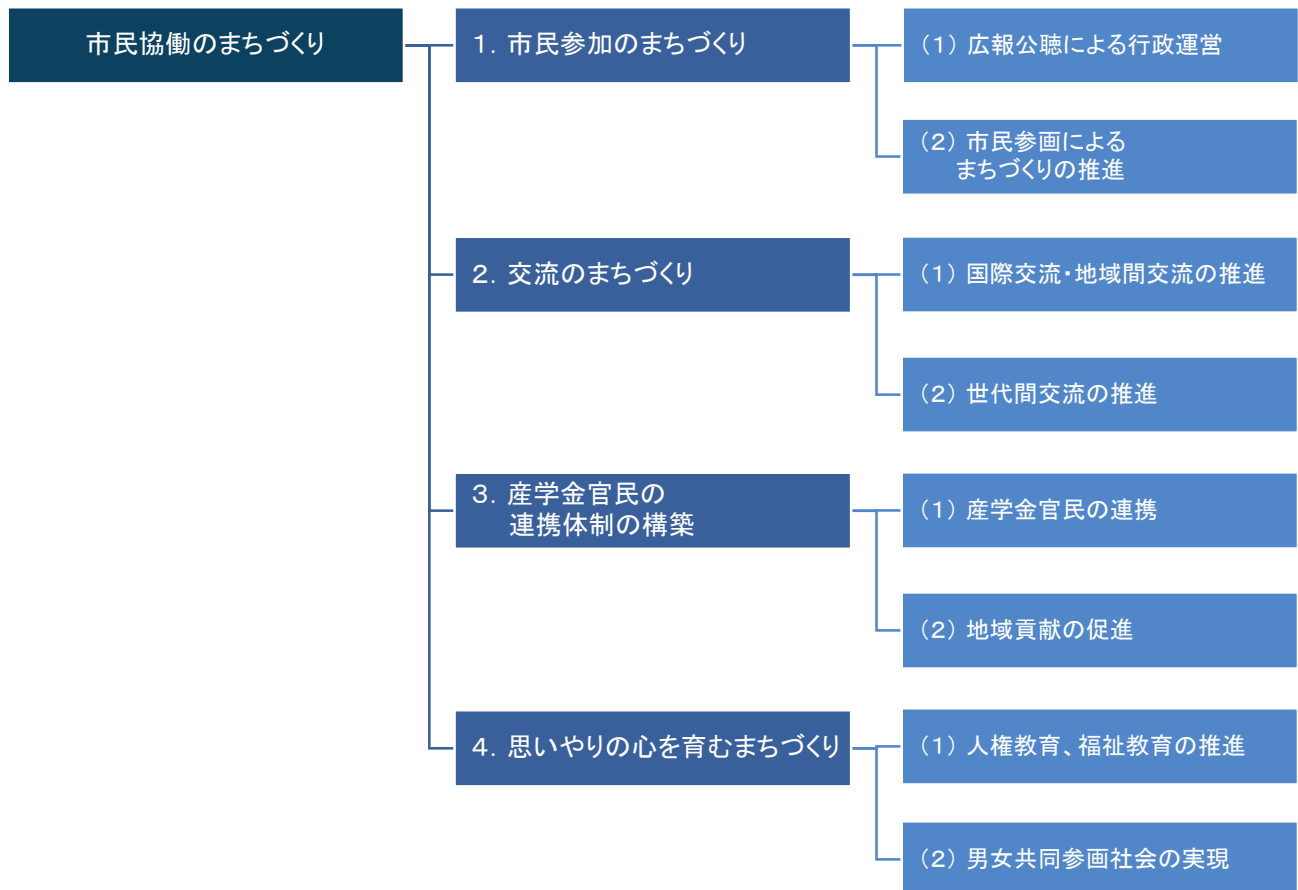 市民協働のまちづくり
１．市民参加のまちづくり
（１）広報公聴による行政運営
（２）市民参画による
まちづくりの推進
２．交流のまちづくり
（１）国際交流・地域間交流の推進
（２）世代間交流の推進
３．産学金官民の
連携体制の構築
（１）産学金官民の連携
（２）地域貢献の促進
４．思いやりの心を育むまちづくり
（１）人権教育、福祉教育の推進
（２）男女共同参画社会の実現